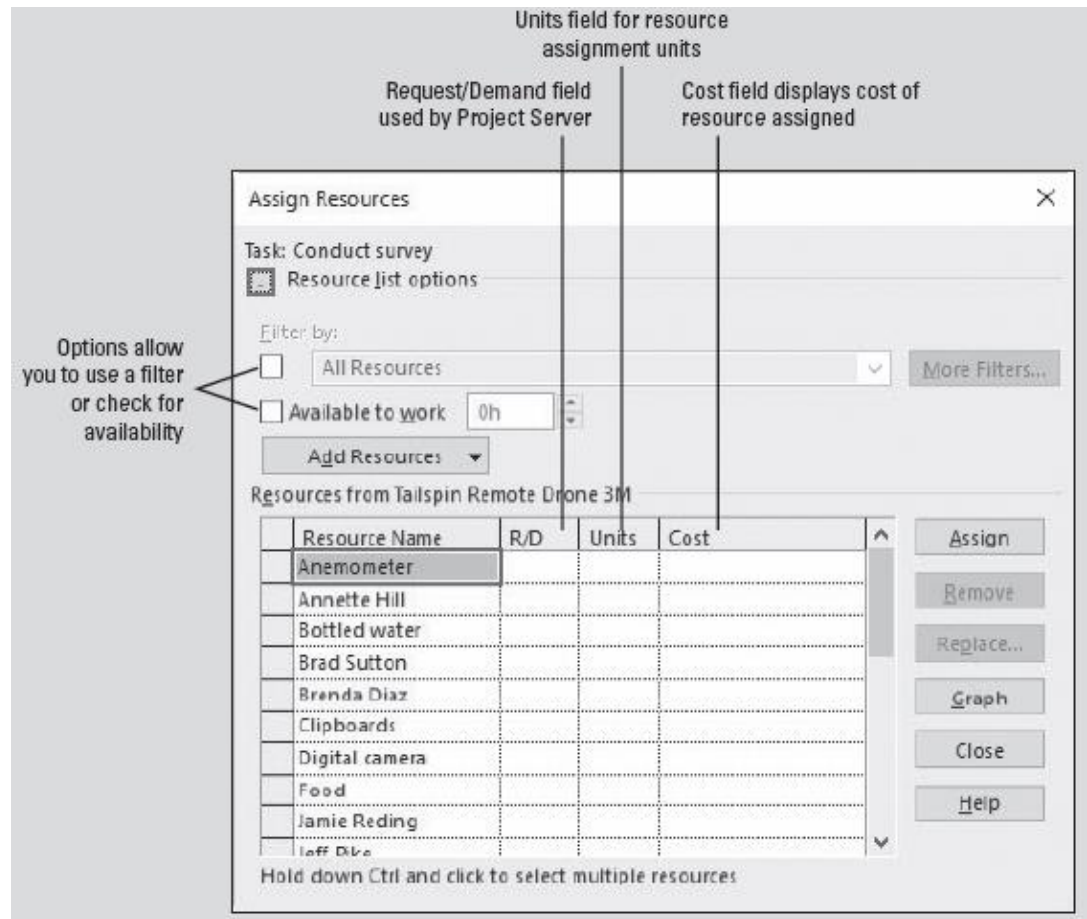 Units field for resource
assignment units
Request/Demand field
used by Project Server
Cost field displays cost of
resource assigned
Assign Resources
Task: Conduct survey
Resource list options
Filter by:
Options allow
you to use a filter
or check for
availability
All Resources
More Filters...
Available to work 0h
Add Resources
Resources from Tailspin Remote Drone 3M
Resource Name R/D Units Cost
Assign
Anemometer
Annette Hill
Remove
Bottled water
Brad Sutton
Replace...
Brenda Diaz
Graph
Clipboards
Digital camera
Close
Food
Help
Jamie Reding
Jeff Pike
Hold down Ctrl and click to select multiple resources